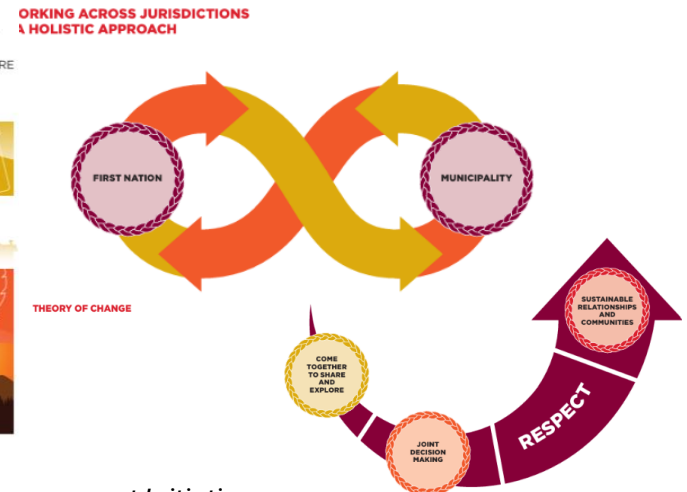 ORKING ACROSS JURISDICTIONS
A HOLISTIC APPROACH
RE
FIRST NATION
MUNICIPALITY
THEORY OF CHANGE
COME
TOGETHER
TO SHARE
AND
EXPLORE
JOINT
DECISION
MAKING
RESPECT
SUSTAINABLE
RELATIONSHIPS
AND
COMMUNITIES